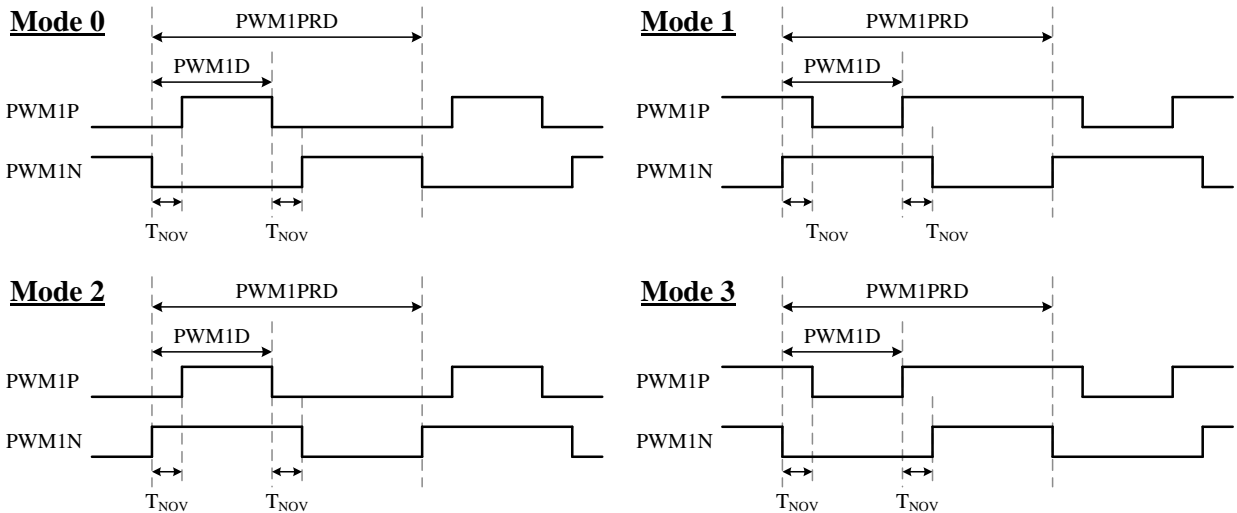 Mode 0
PWM1PRD
PWM1D
PWM1P
PWM1N
TNOV
TNOV
Mode 1
PWM1PRD
PWM1D
PWM1P
PWM1N
TNOV
TNOV
Mode 2
PWM1PRD
PWM1D
PWM1P
PWM1N
TNOV
TNOV
Mode 3
PWM1PRD
PWM1D
PWM1P
PWM1N
TNOV
TNOV